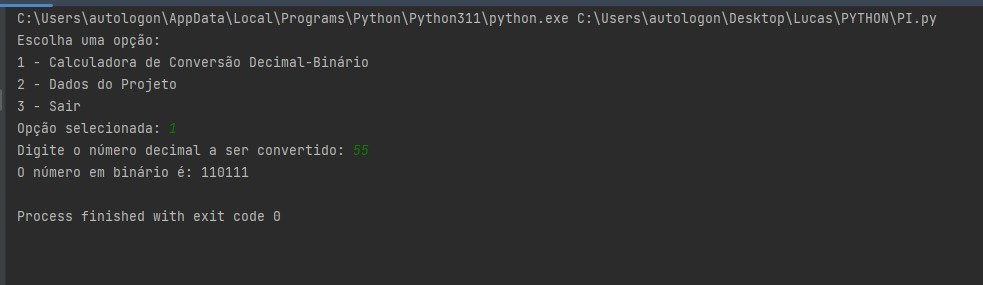 C:\Users\autologon\AppData\Local\Programs\Python\Python311\python.exe C:\Users\autologon\Desktop\Lucas\PYTHON\PI.py
Escolha uma opção:
1 - Calculadora de Conversão Decimal-Binário
2 - Dados do Projeto
3 - Sair
Opção selecionada: 1
Digite o número decimal a ser convertido: 55
O número em binário é: 110111
Process finished with exit code 0